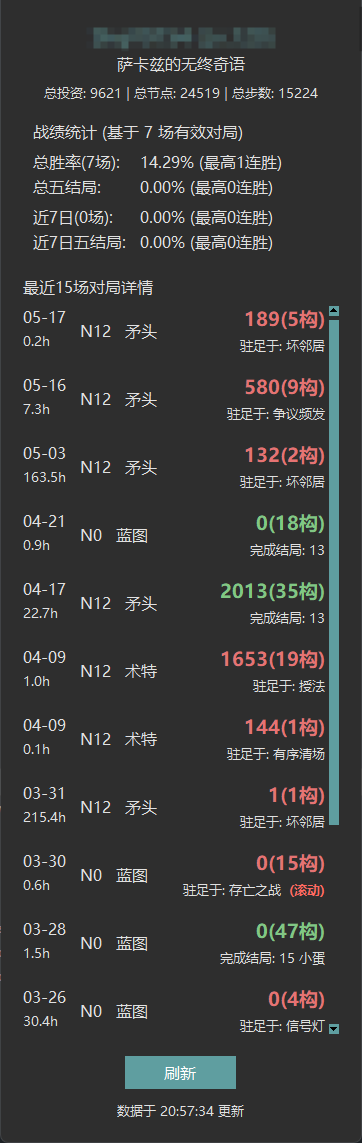 萨卡兹的无终奇语
总投资: 9621 | 总节点: 24519 | 总步数: 15224
战绩统计 (基于 7 场有效对局)
总胜率(7场): 14.29% (最高1连胜)
总五结局: 0.00% (最高0连胜)
近7日(0场): 0.00% (最高0连胜)
近7日五结局: 0.00% (最高0连胜)
最近15场对局详情
05-17 N12 矛头 189(5构)
0.2h 驻足于: 坏邻居
05-16 N12 矛头 580(9构)
7.3h 驻足于: 争议频发
05-03 N12 矛头 132(2构)
163.5h 驻足于: 坏邻居
04-21 N0 蓝图 0(18构)
0.9h 完成结局: 13
04-17 N12 矛头 2013(35构)
22.7h 完成结局: 13
04-09 N12 术特 1653(19构)
1.0h 驻足于: 授法
04-09 N12 术特 144(1构)
0.1h 驻足于: 有序清场
03-31 N12 矛头 1(1构)
215.4h 驻足于: 坏邻居
03-30 N0 蓝图 0(15构)
0.6h 驻足于: 存亡之战 (滚动)
03-28 N0 蓝图 0(47构)
1.5h 完成结局: 15 小蛋
03-26 N0 蓝图 0(4构)
30.4h 驻足于: 信号灯
刷新
数据于 20:57:34 更新